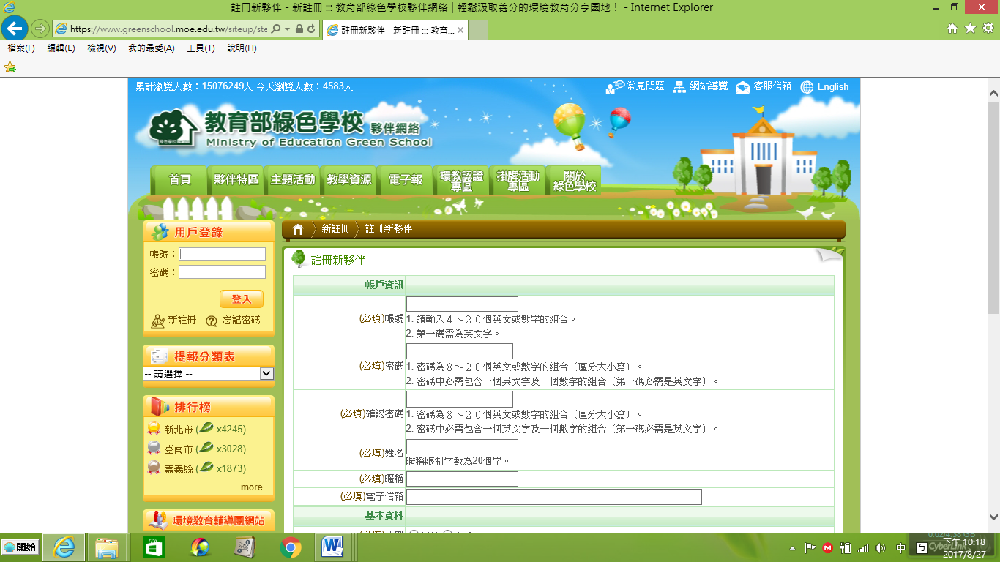 註冊新夥伴 - 新註冊 ::: 教育部綠色學校夥伴網絡 | 輕鬆汲取養分的環境教育分享園地！ - Internet Explorer
https://www.greenschool.moe.edu.tw/siteup/ste
註冊新夥伴 - 新註冊 ::: 教育...
檔案(F) 編輯(E) 檢視(V) 我的最愛(A) 工具(T) 說明(H)
累計瀏覽人數：15076249人 今天瀏覽人數：4583人
常見問題 網站導覽 客服信箱 English
教育部綠色學校 夥伴網絡
Ministry of Education Green School
首頁 夥伴特區 主題活動 教學資源 電子報 環教認證專區 掛牌活動專區 關於綠色學校
用戶登錄
帳號：
密碼：
登入
新註冊 忘記密碼
提報分類表
-- 請選擇 --
排行榜
新北市 ( x4245)
臺南市 ( x3028)
嘉義縣 ( x1873)
more...
環境教育輔導團網站
新註冊 註冊新夥伴
註冊新夥伴
帳戶資訊
(必填)帳號
1. 請輸入４～２０個英文或數字的組合。
2. 第一碼需為英文字。
(必填)密碼
1. 密碼為８～２０個英文或數字的組合〔區分大小寫〕。
2. 密碼中必需包含一個英文字及一個數字的組合〔第一碼必需是英文字〕。
(必填)確認密碼
1. 密碼為８～２０個英文或數字的組合〔區分大小寫〕。
2. 密碼中必需包含一個英文字及一個數字的組合〔第一碼必需是英文字〕。
(必填)姓名
暱稱限制字數為20個字。
(必填)暱稱
(必填)電子信箱
基本資料
開始
中
下午 10:18
2017/8/27
CyberLink